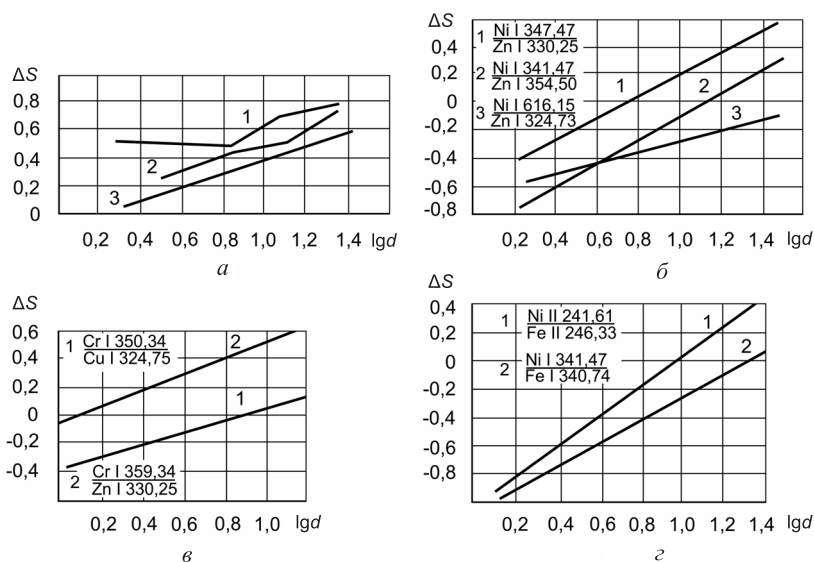 ΔS
0,8
0,6
0,4
0,2
0
1
2
3
0,2 0,4 0,6 0,8 1,0 1,2 1,4 lgd
а
ΔS
0,4
0,2
0
-0,2
-0,4
-0,6
-0,8
1 Ni I 347,47
Zn I 330,25
2 Ni I 341,47
Zn I 354,50
3 Ni I 616,15
Zn I 324,73
1
2
3
0,2 0,4 0,6 0,8 1,0 1,2 1,4 lgd
б
ΔS
0,6
0,4
0,2
0
-0,2
-0,4
1 Cr I 350,34
Cu I 324,75
2
1
2 Cr I 359,34
Zn I 330,25
0,2 0,4 0,6 0,8 1,0 lgd
в
ΔS
0,4
0,2
0
-0,2
-0,4
-0,6
-0,8
1 Ni II 241,61
Fe II 246,33
2 Ni I 341,47
Fe I 340,74
1
2
0,2 0,4 0,6 0,8 1,0 1,2 1,4 lgd
г